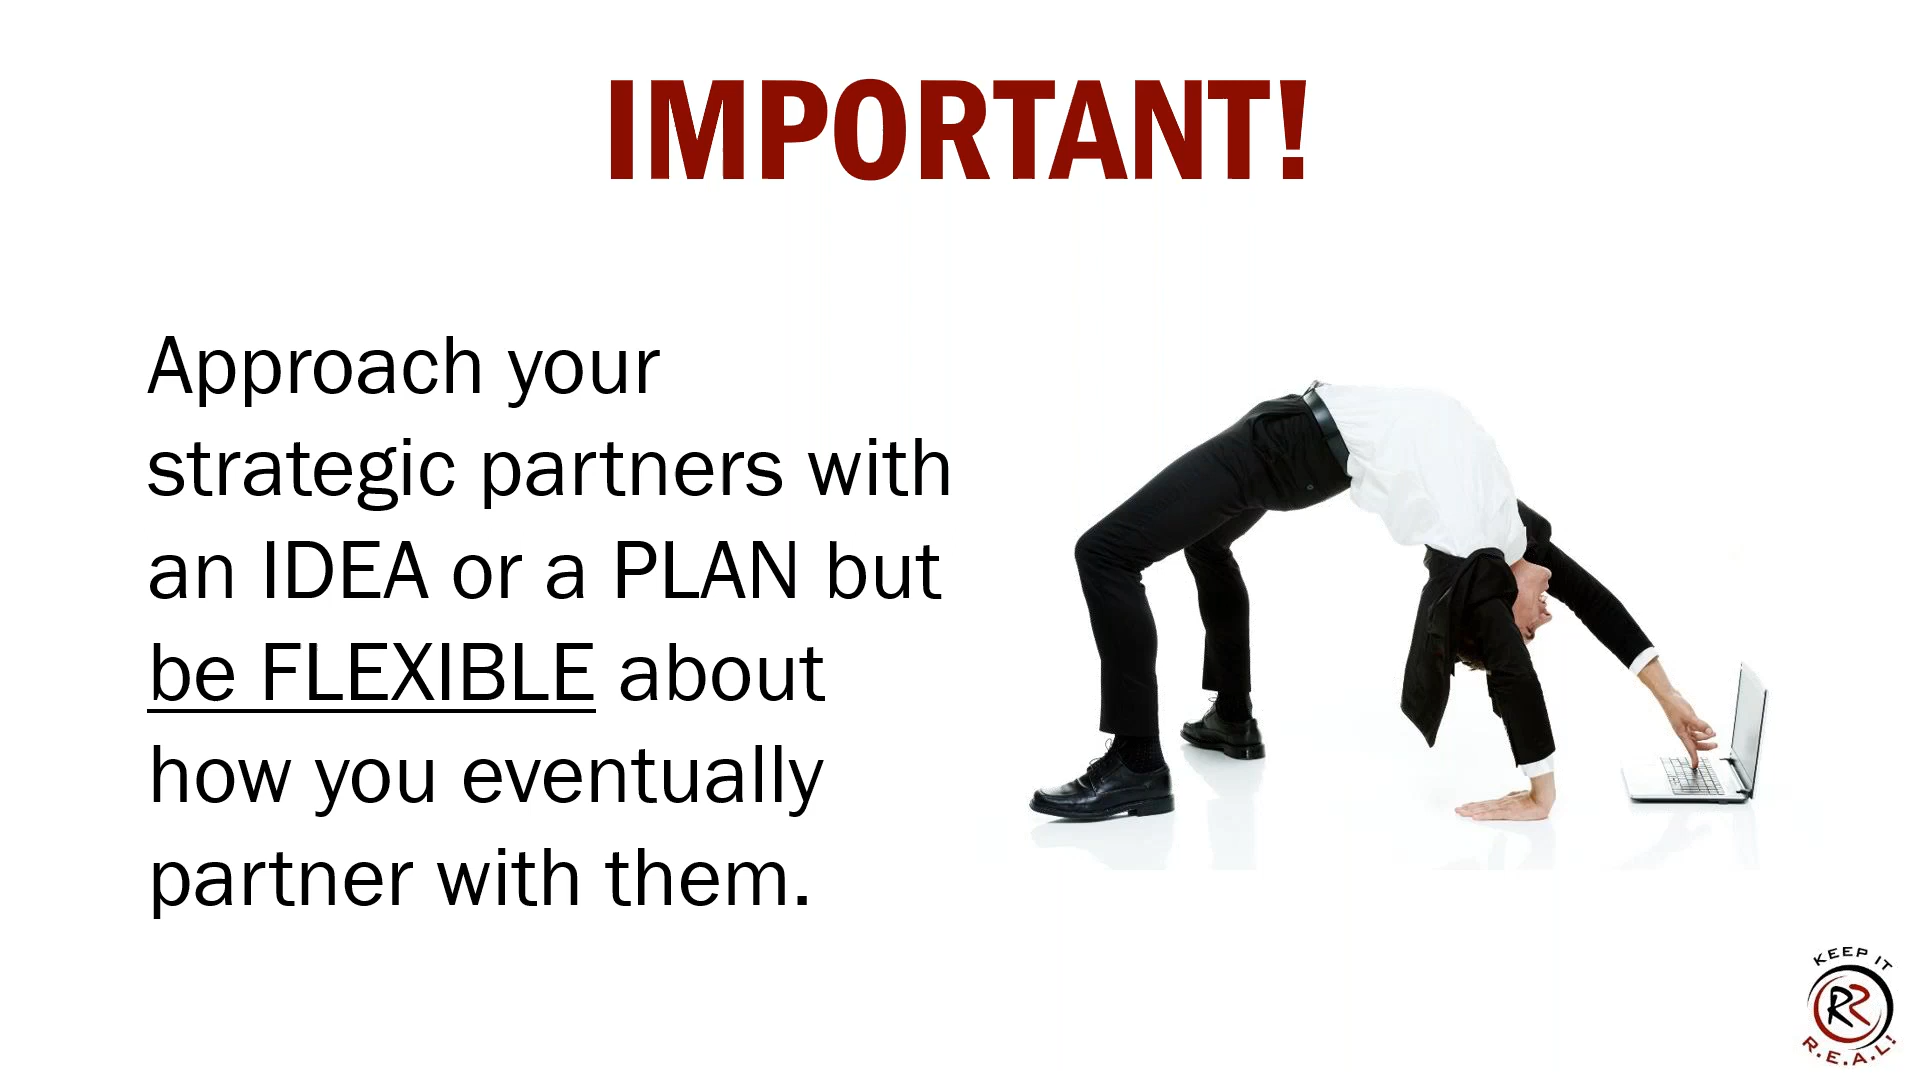 IMPORTANT!
Approach your
strategic partners with
an IDEA or a PLAN but
be FLEXIBLE about
how you eventually
partner with them.
KEEP IT
RR
R.E.A.L!